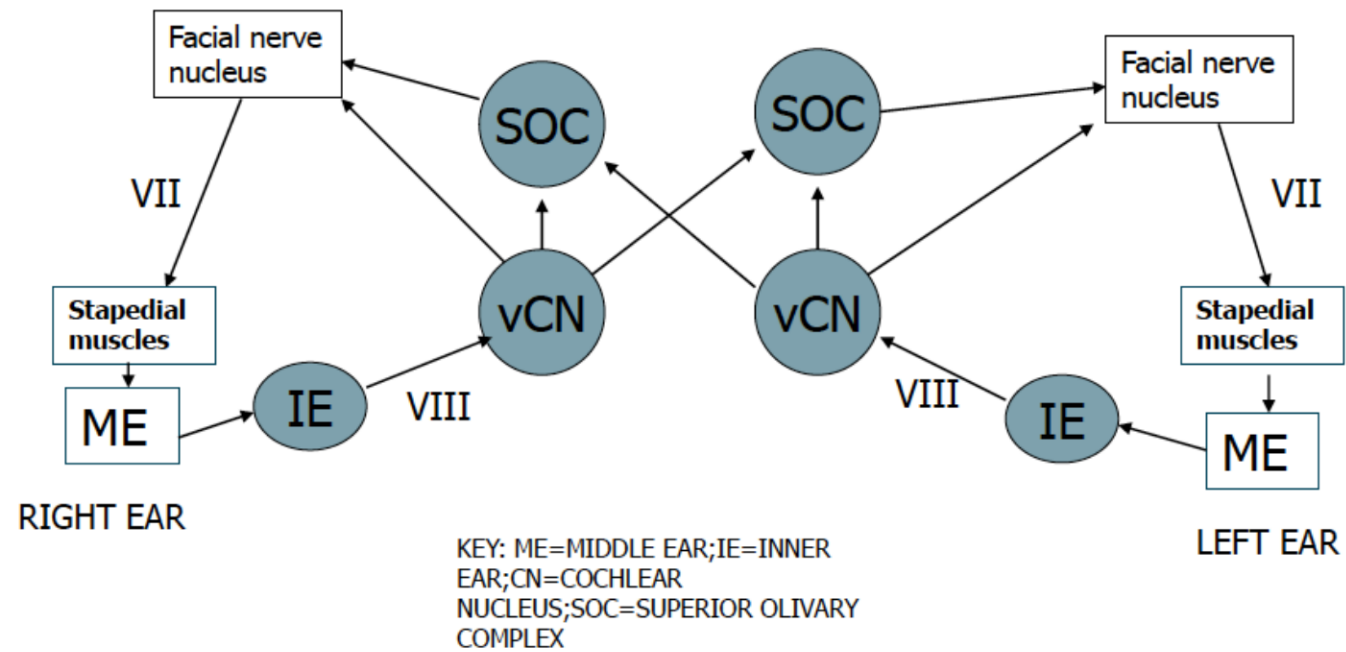 Facial nerve
nucleus
SOC
SOC
Facial nerve
nucleus
VII
VII
Stapedial
muscles
vCN
vCN
Stapedial
muscles
ME
IE
VIII
VIII
IE
ME
RIGHT EAR
LEFT EAR
KEY: ME=MIDDLE EAR;IE=INNER
EAR;CN=COCHLEAR
NUCLEUS;SOC=SUPERIOR OLIVARY
COMPLEX